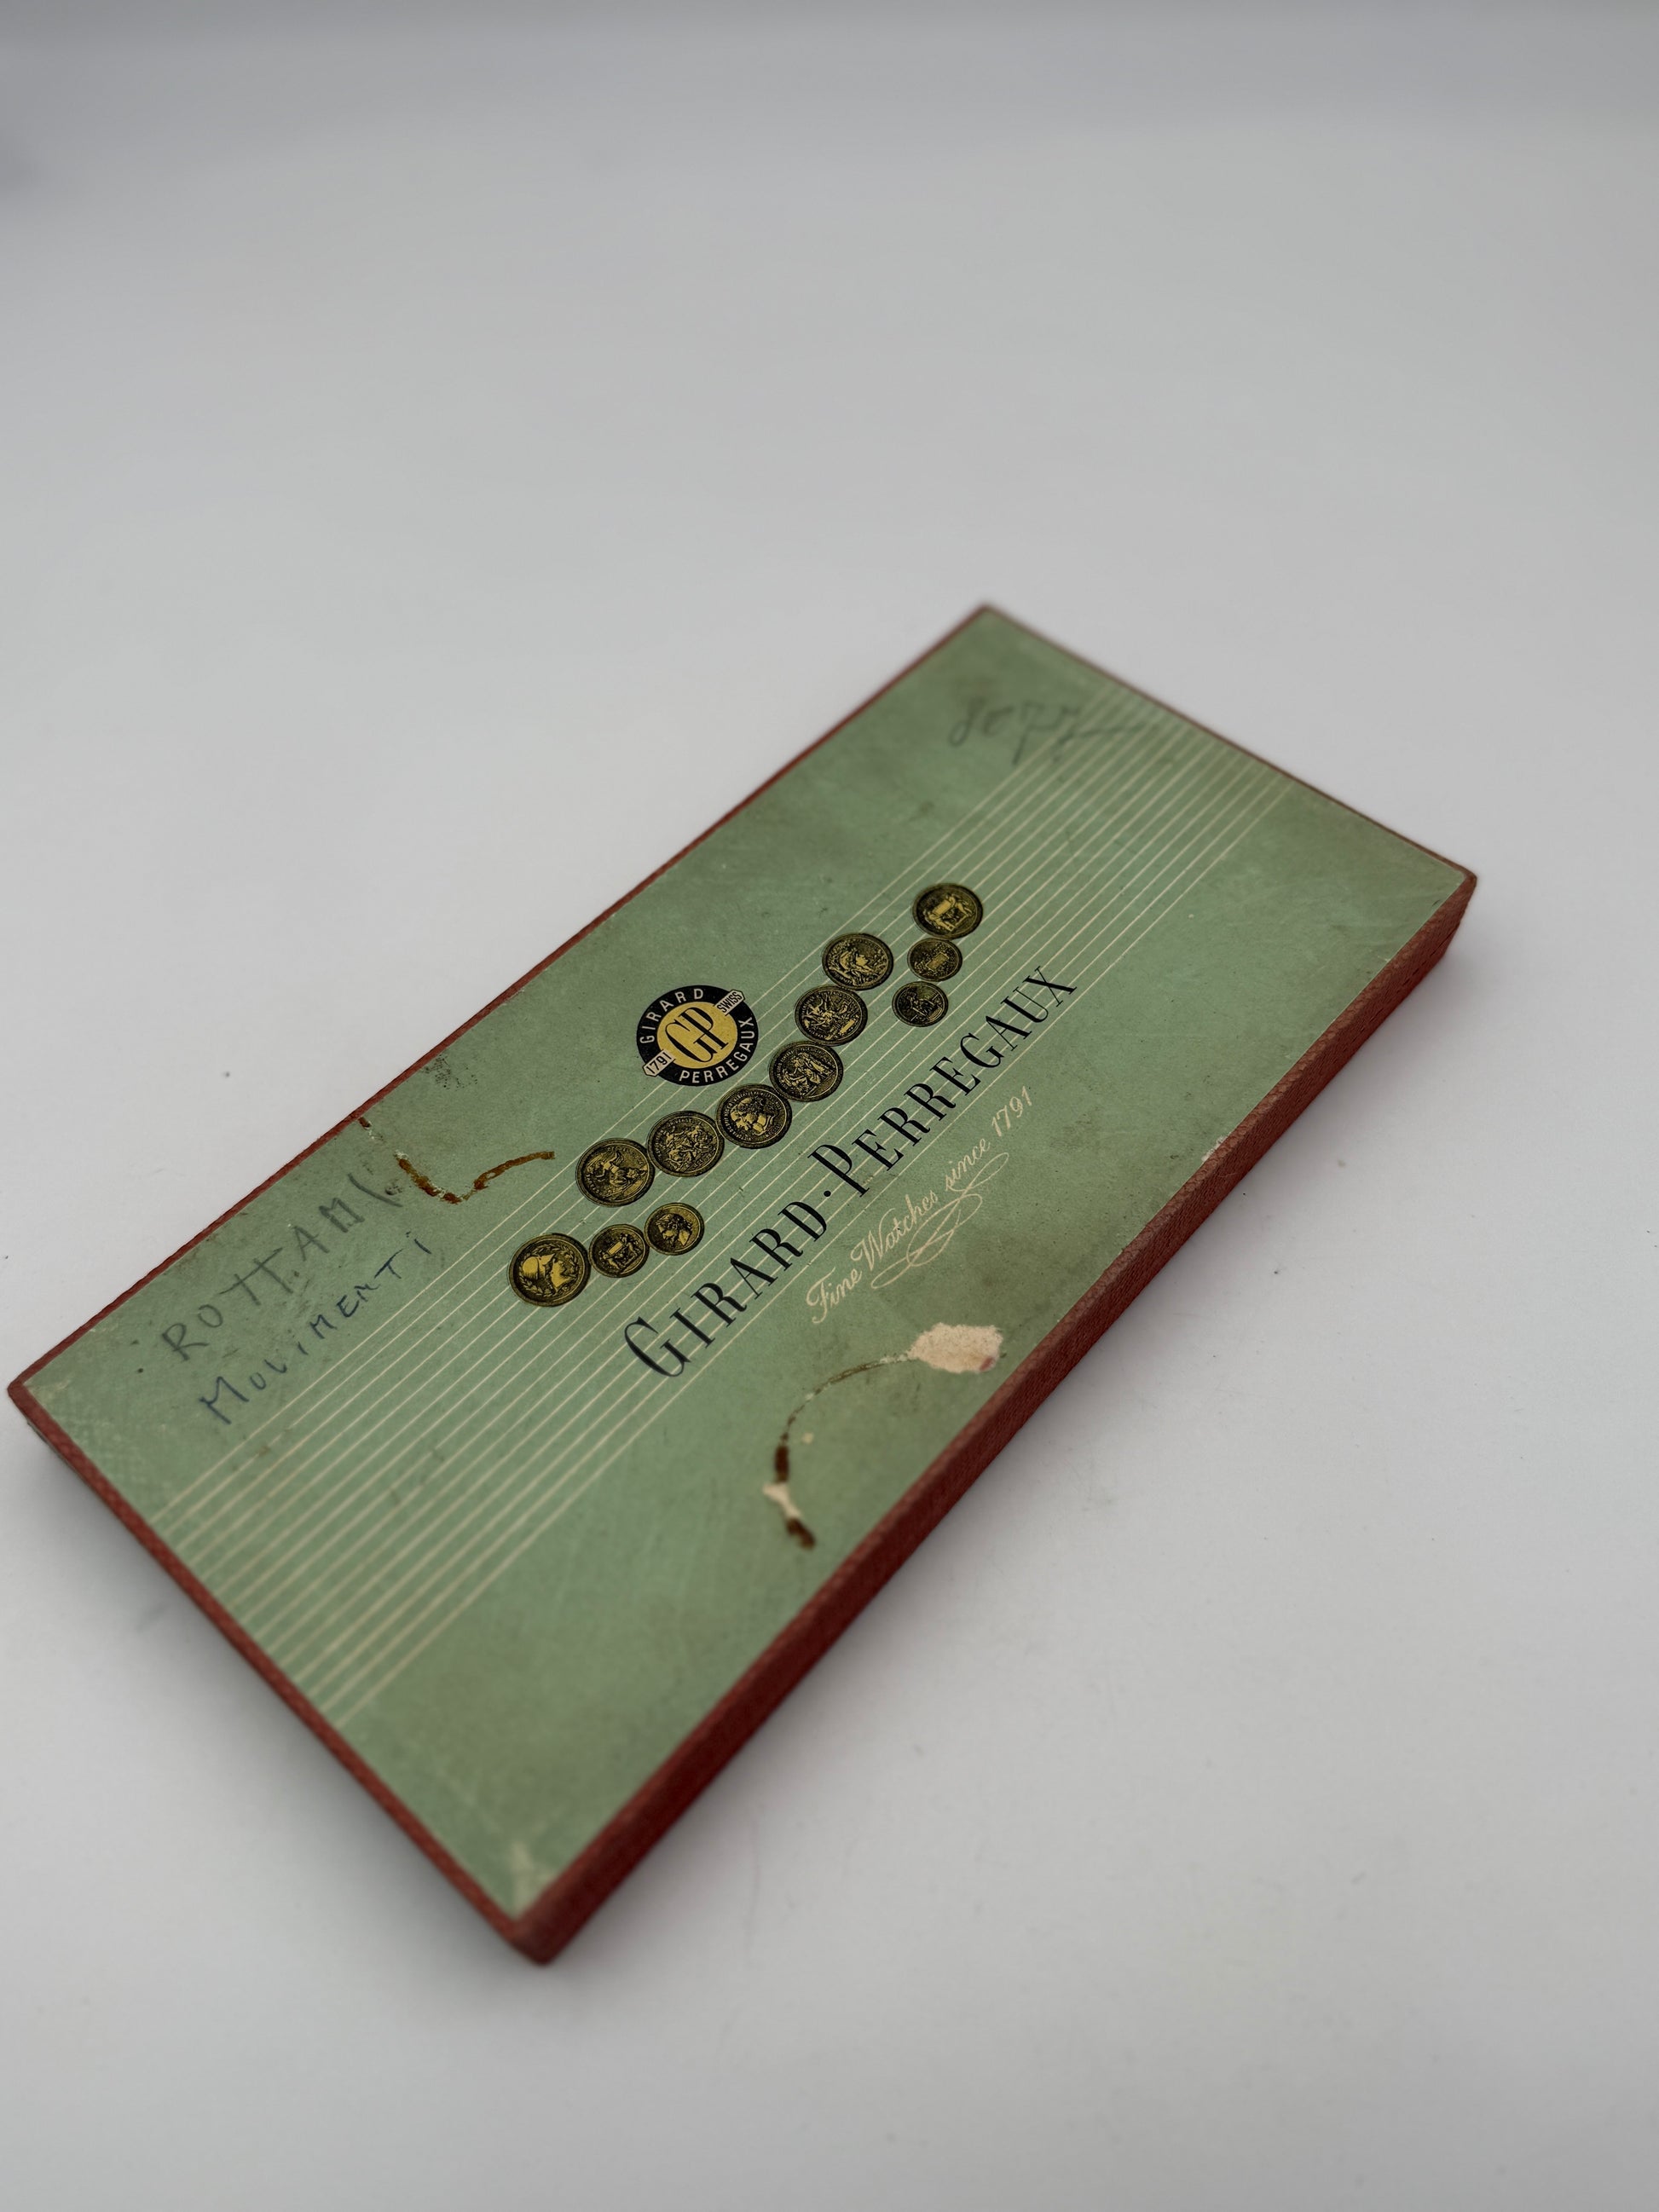 GIRARD
PERREGAUX
1791
SWISS
GP
GIRARD · PERREGAUX
Fine Watches since 1791
ROTTAMI
MOVIMENTI